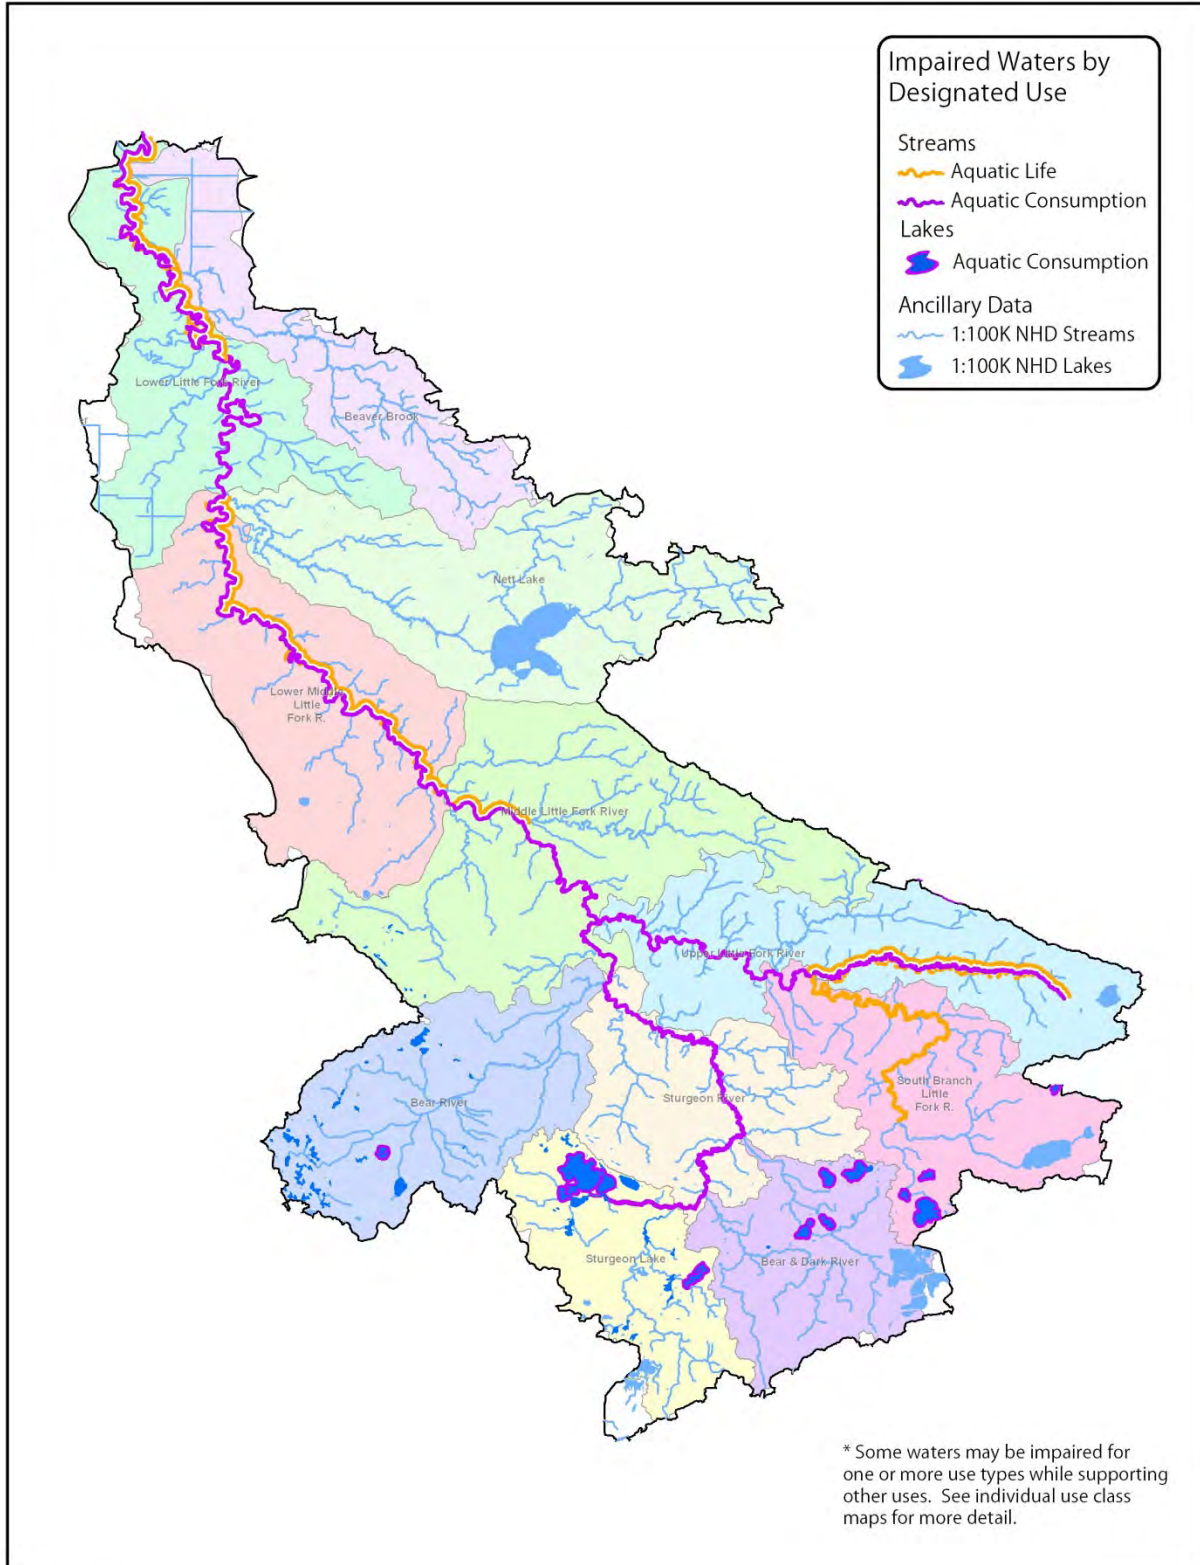 Impaired Waters by
Designated Use
Streams
Aquatic Life
Aquatic Consumption
Lakes
Aquatic Consumption
Ancillary Data
1:100K NHD Streams
1:100K NHD Lakes
Lower Little Fork River
Beaver Brook
Nett Lake
Lower Middle
Little
Fork R.
Middle Little Fork River
Upper Little Fork River
South Branch
Little
Fork R.
Sturgeon River
Bear River
Sturgeon Lake
Bear & Dark River
* Some waters may be impaired for
one or more use types while supporting
other uses. See individual use class
maps for more detail.